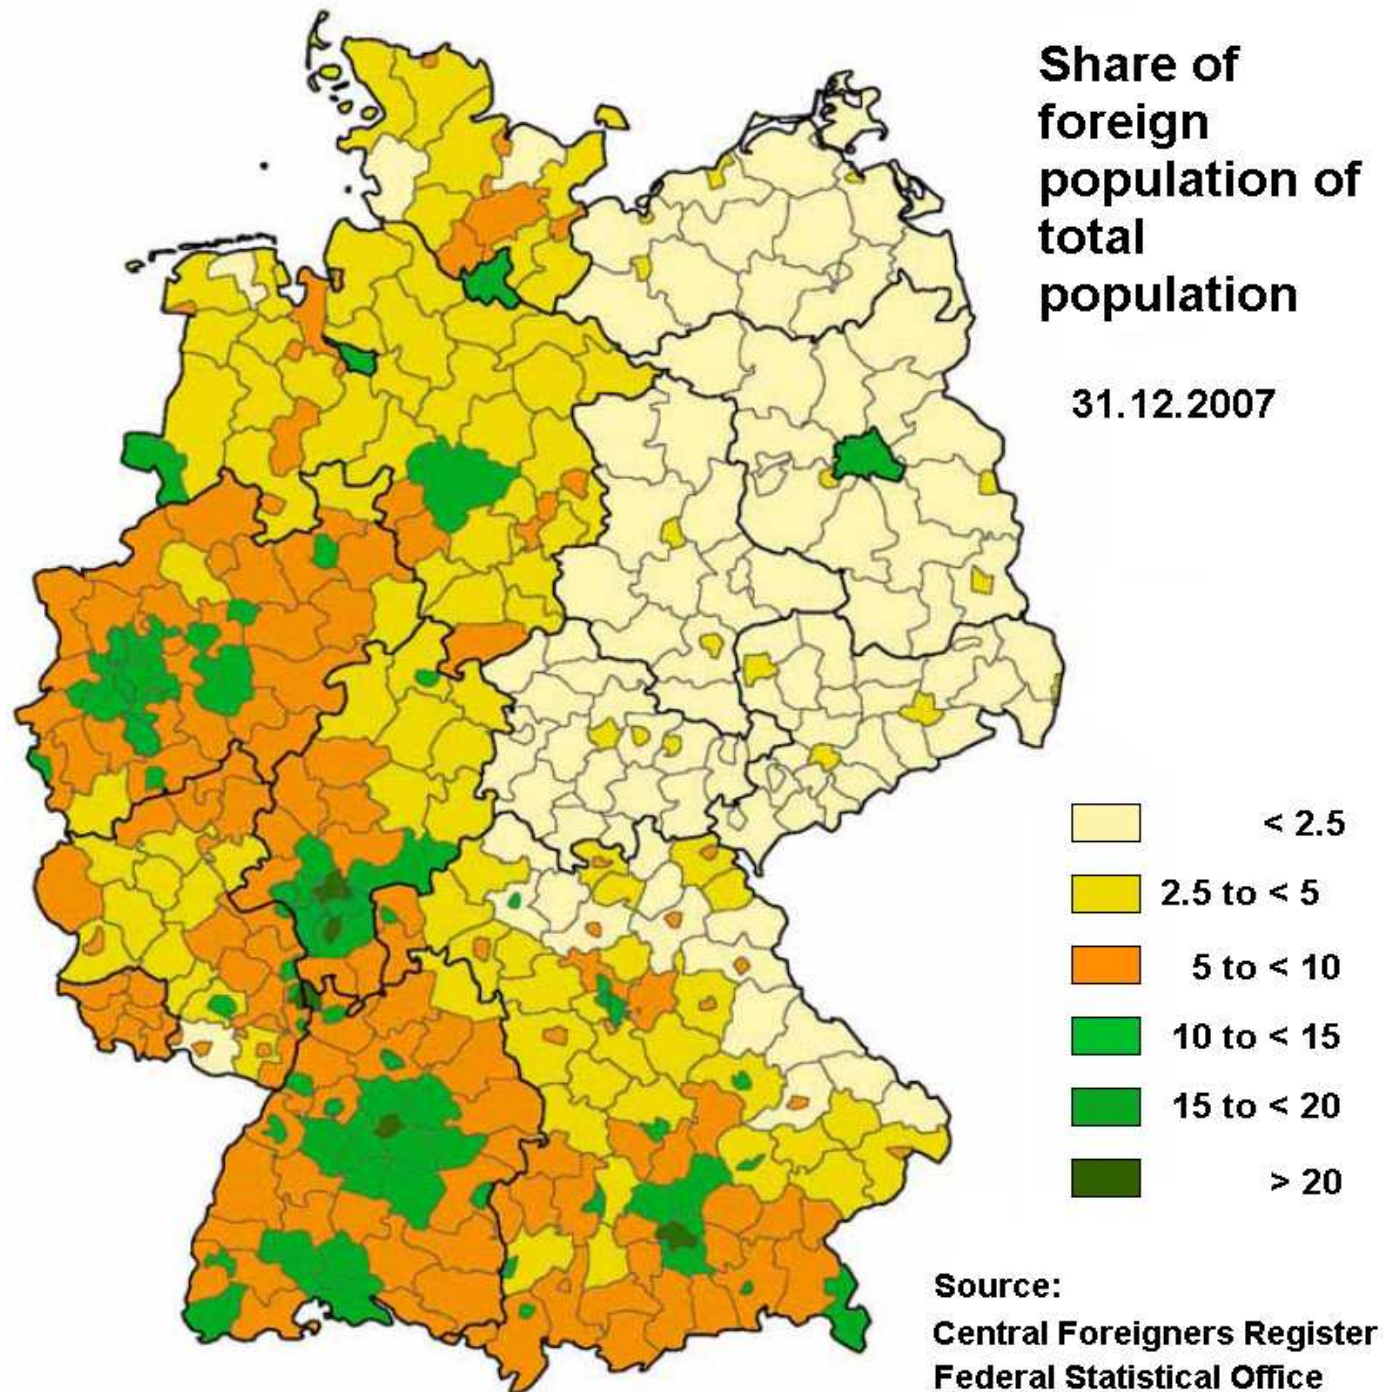 Share of
foreign
population of
total
population
31.12.2007
< 2.5
2.5 to < 5
5 to < 10
10 to < 15
15 to < 20
> 20
Source:
Central Foreigners Register
Federal Statistical Office